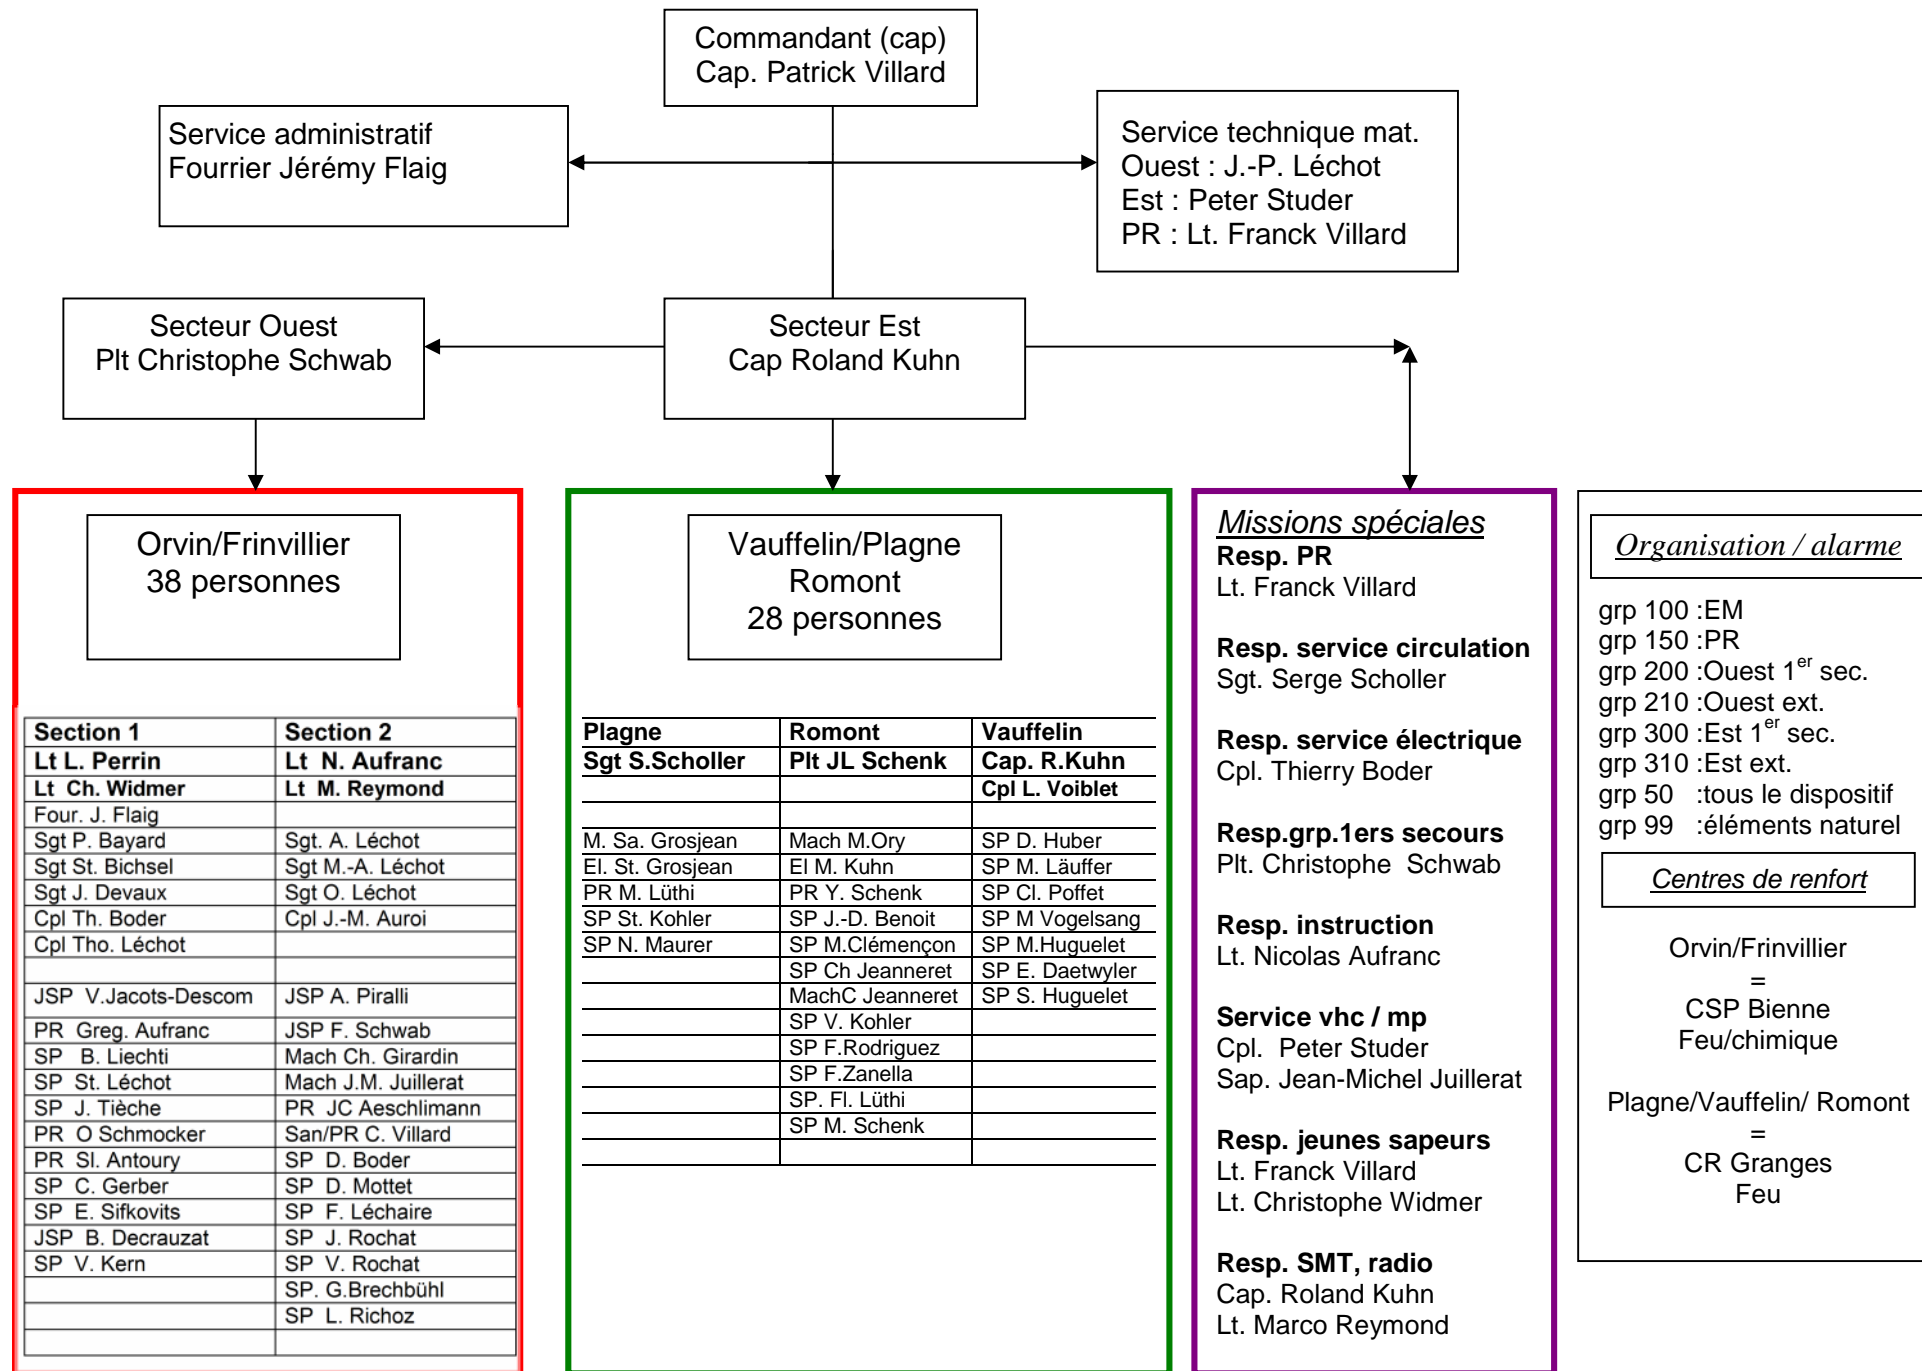 Commandant (cap)
Cap. Patrick Villard
Service administratif
Fourrier Jérémy Flaig
Service technique mat.
Ouest : J.-P. Léchot
Est : Peter Studer
PR : Lt. Franck Villard
Secteur Ouest
Plt Christophe Schwab
Secteur Est
Cap Roland Kuhn
Orvin/Frinvillier
38 personnes
Section 1 Section 2
Lt L. Perrin Lt N. Aufranc
Lt Ch. Widmer Lt M. Reymond
Four. J. Flaig
Sgt P. Bayard Sgt. A. Léchot
Sgt St. Bichsel Sgt M.-A. Léchot
Sgt J. Devaux Sgt O. Léchot
Cpl Th. Boder Cpl J.-M. Auroi
Cpl Tho. Léchot
JSP V.Jacots-Descom JSP A. Piralli
PR Greg. Aufranc JSP F. Schwab
SP B. Liechti Mach Ch. Girardin
SP St. Léchot Mach J.M. Juillerat
SP J. Tièche PR JC Aeschlimann
PR O Schmocker San/PR C. Villard
PR Sl. Antoury SP D. Boder
SP C. Gerber SP D. Mottet
SP E. Sifkovits SP F. Léchaire
JSP B. Decrauzat SP J. Rochat
SP V. Kern SP V. Rochat
SP. G.Brechbühl
SP L. Richoz
Vauffelin/Plagne
Romont
28 personnes
Plagne Romont Vauffelin
Sgt S.Scholler Plt JL Schenk Cap. R.Kuhn
Cpl L. Voiblet
M. Sa. Grosjean Mach M.Ory SP D. Huber
El. St. Grosjean El M. Kuhn SP M. Läuffer
PR M. Lüthi PR Y. Schenk SP Cl. Poffet
SP St. Kohler SP J.-D. Benoit SP M Vogelsang
SP N. Maurer SP M.Clémençon SP M.Huguelet
SP Ch Jeanneret SP E. Daetwyler
MachC Jeanneret SP S. Huguelet
SP V. Kohler
SP F.Rodriguez
SP F.Zanella
SP. Fl. Lüthi
SP M. Schenk
Missions spéciales
Resp. PR
Lt. Franck Villard
Resp. service circulation
Sgt. Serge Scholler
Resp. service électrique
Cpl. Thierry Boder
Resp.grp.1ers secours
Plt. Christophe Schwab
Resp. instruction
Lt. Nicolas Aufranc
Service vhc / mp
Cpl. Peter Studer
Sap. Jean-Michel Juillerat
Resp. jeunes sapeurs
Lt. Franck Villard
Lt. Christophe Widmer
Resp. SMT, radio
Cap. Roland Kuhn
Lt. Marco Reymond
Organisation / alarme
grp 100 :EM
grp 150 :PR
grp 200 :Ouest 1er sec.
grp 210 :Ouest ext.
grp 300 :Est 1er sec.
grp 310 :Est ext.
grp 50 :tous le dispositif
grp 99 :éléments naturel
Centres de renfort
Orvin/Frinvillier
=
CSP Bienne
Feu/chimique
Plagne/Vauffelin/ Romont
=
CR Granges
Feu